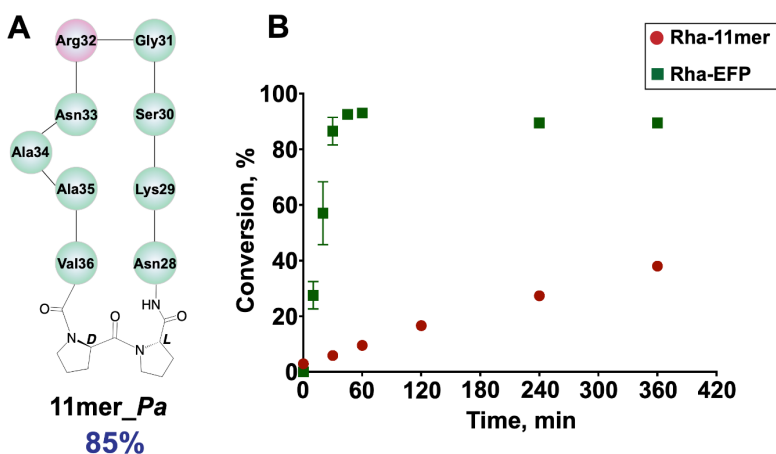 A
Arg32
Gly31
Asn33
Ser30
Ala34
Ala35
Lys29
Val36
Asn28
O
HN
O
O
N
D
N
L
11mer_Pa
85%
B
Rha-11mer
Rha-EFP
Conversion, %
100
80
60
40
20
0
0 60 120 180 240 300 360 420
Time, min